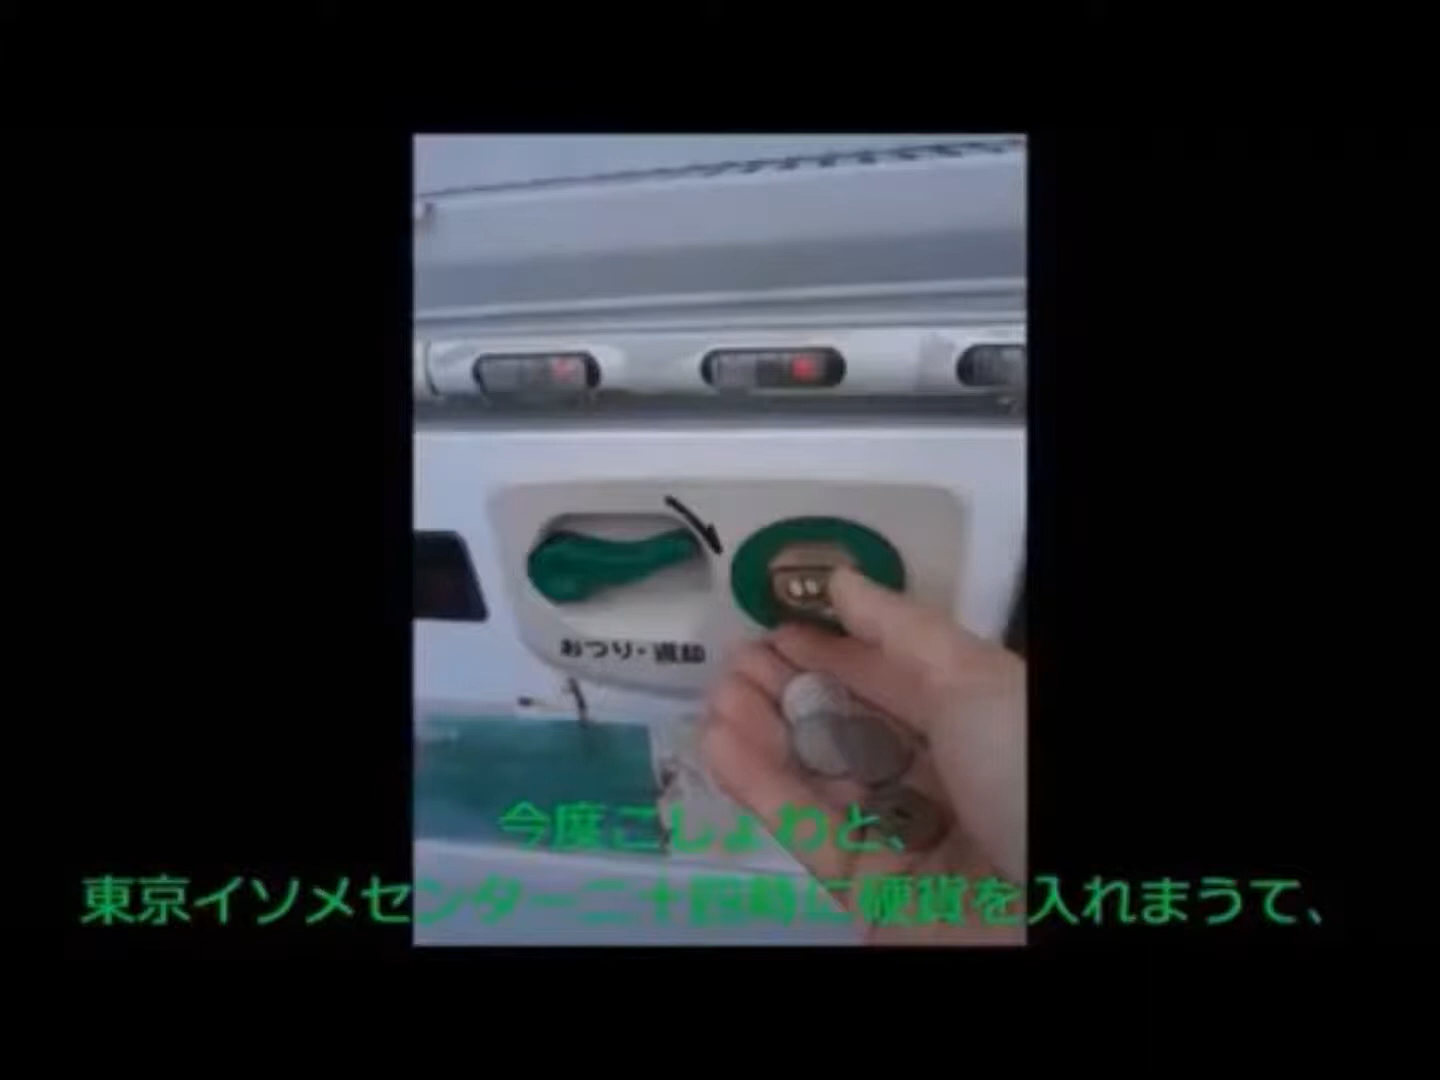 おつり・返却
今度こしょわと、
東京イソメセンター二十四時に硬貨を入れまうて、